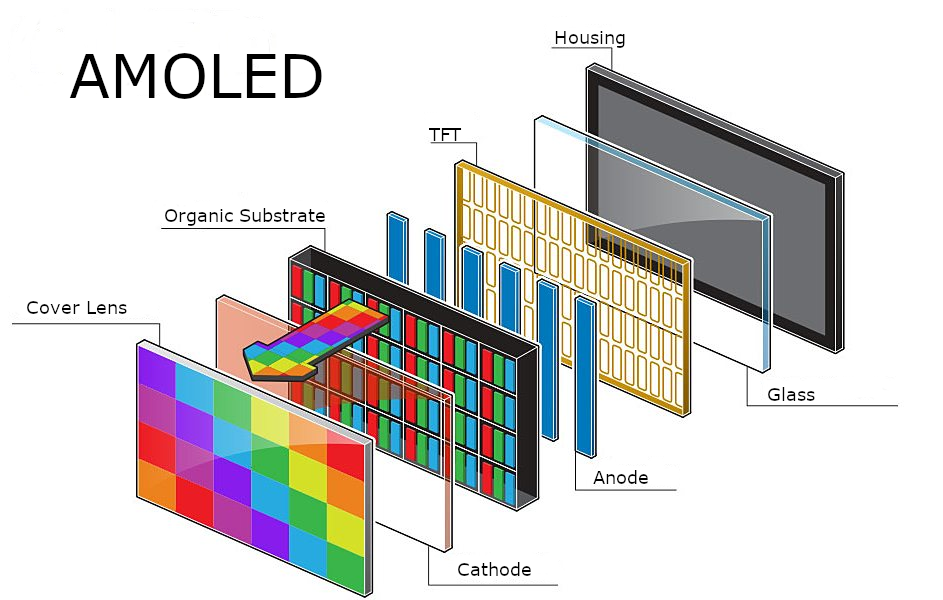 AMOLED
Housing
TFT
Organic Substrate
Cover Lens
Glass
Anode
Cathode